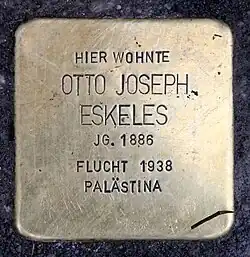 HIER WOHNTE
OTTO JOSEPH
ESKELES
JG. 1886
FLUCHT 1938
PALÄSTINA